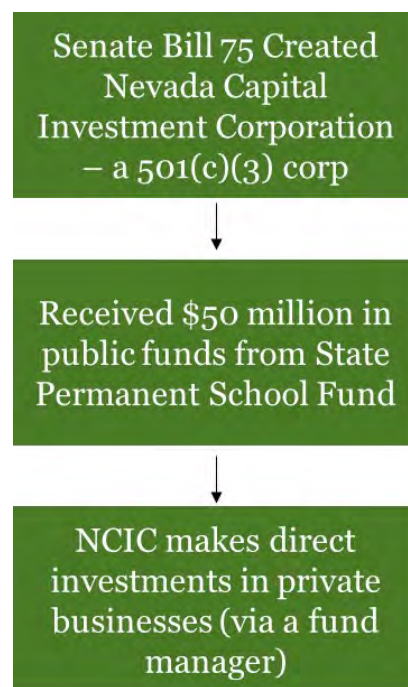 Senate Bill 75 Created
Nevada Capital
Investment Corporation
– a 501(c)(3) corp
Received $50 million in
public funds from State
Permanent School Fund
NCIC makes direct
investments in private
businesses (via a fund
manager)